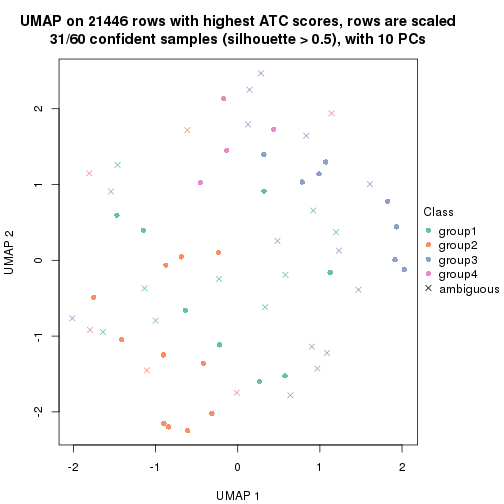 UMAP on 21446 rows with highest ATC scores, rows are scaled
31/60 confident samples (silhouette > 0.5), with 10 PCs
2
1
0
-1
-2
UMAP 2
-2
-1
0
1
2
UMAP 1
Class
group1
group2
group3
group4
ambiguous